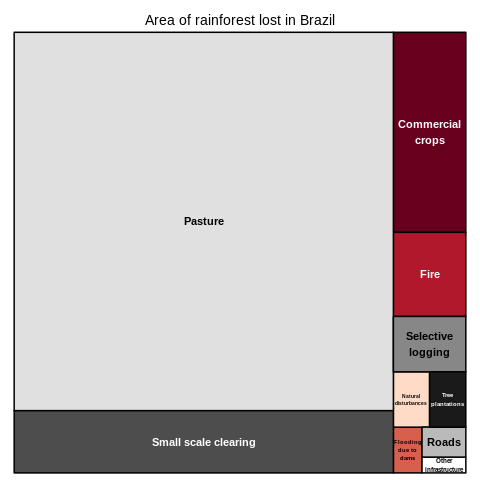 Area of rainforest lost in Brazil
Commercial
crops
Pasture
Fire
Selective
logging
Natural
disturbances
Tree
plantations
Small scale clearing
Flooding
due to
dams
Roads
Other
infrastructure